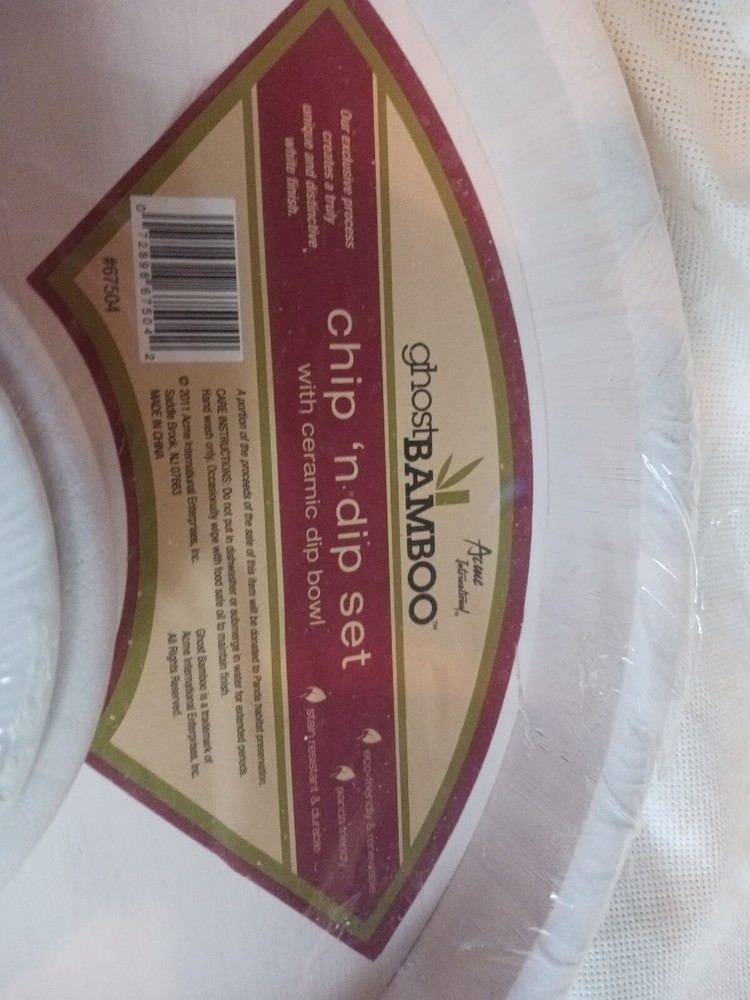 Acme
International®
ghostBAMBOO™
Our exclusive process
creates a truly
unique and distinctive,
white finish.
chip 'n dip set
with ceramic dip bowl
eco-friendly & renewable
panda friendly
stain resistant & durable
A portion of the proceeds of the sale of this item will be donated to Panda habitat preservation.
CARE INSTRUCTIONS: Do not put in dishwasher or submerge in water for extended periods.
Hand wash only. Occasionally wipe with food safe oil to maintain finish.
© 2011 Acme International Enterprises, Inc.
Saddle Brook, NJ 07663
MADE IN CHINA
Ghost Bamboo is a trademark of
Acme International Enterprises, Inc.
All Rights Reserved.
0 72898 67504 2
#67504